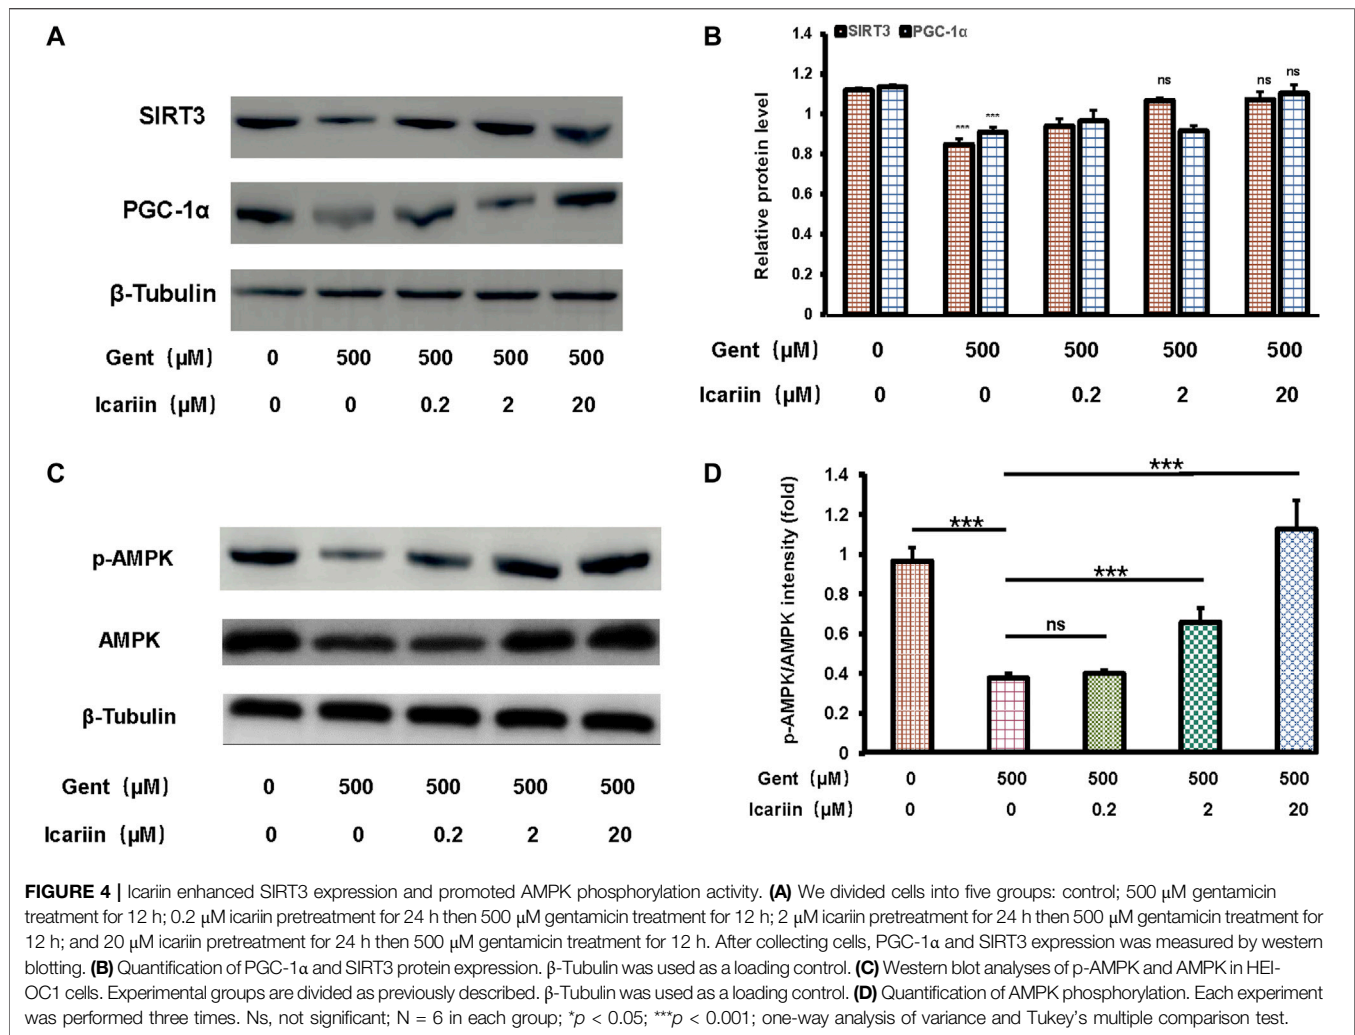 A
SIRT3
PGC-1α
β-Tubulin
Gent (μM) 0 500 500 500 500
Icariin (μM) 0 0 0.2 2 20
B
SIRT3 PGC-1α
Relative protein level
1.4
1.2
1
0.8
0.6
0.4
0.2
0
*** *** ns ns ns
Gent (μM) 0 500 500 500 500
Icariin (μM) 0 0 0.2 2 20
C
p-AMPK
AMPK
β-Tubulin
Gent (μM) 0 500 500 500 500
Icariin (μM) 0 0 0.2 2 20
D
p-AMPK/AMPK intensity (fold)
1.4
1.2
1
0.8
0.6
0.4
0.2
0
***
***
***
ns
Gent (μM) 0 500 500 500 500
Icariin (μM) 0 0 0.2 2 20
FIGURE 4 | Icariin enhanced SIRT3 expression and promoted AMPK phosphorylation activity. (A) We divided cells into five groups: control; 500 μM gentamicin
treatment for 12 h; 0.2 μM icariin pretreatment for 24 h then 500 μM gentamicin treatment for 12 h; 2 μM icariin pretreatment for 24 h then 500 μM gentamicin treatment for
12 h; and 20 μM icariin pretreatment for 24 h then 500 μM gentamicin treatment for 12 h. After collecting cells, PGC-1α and SIRT3 expression was measured by western
blotting. (B) Quantification of PGC-1α and SIRT3 protein expression. β-Tubulin was used as a loading control. (C) Western blot analyses of p-AMPK and AMPK in HEI-
OC1 cells. Experimental groups are divided as previously described. β-Tubulin was used as a loading control. (D) Quantification of AMPK phosphorylation. Each experiment
was performed three times. Ns, not significant; N = 6 in each group; *p < 0.05; ***p < 0.001; one-way analysis of variance and Tukey's multiple comparison test.